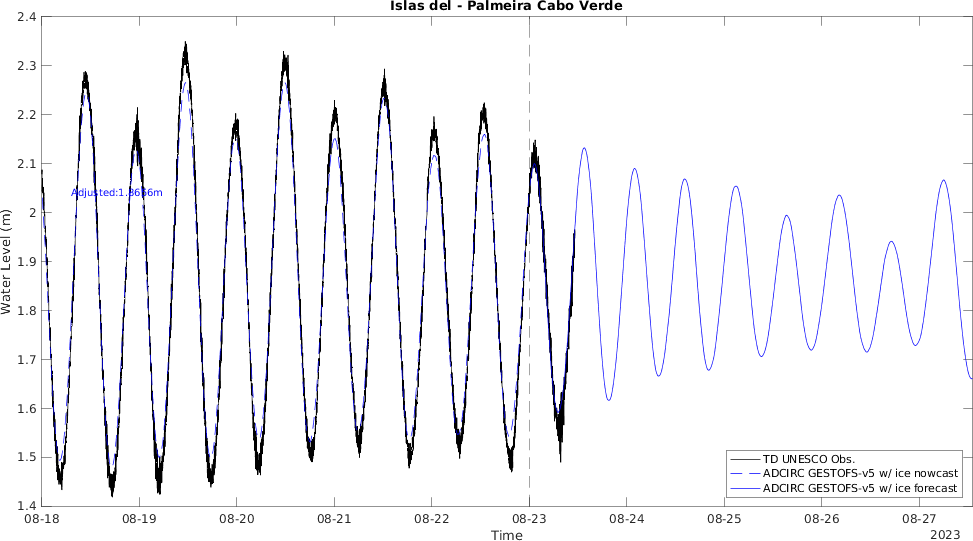 Islas del - Palmeira Cabo Verde
2.4
2.3
2.2
2.1
2
1.9
1.8
1.7
1.6
1.5
1.4
Water Level (m)
Adjusted:1.8656m
08-18 08-19 08-20 08-21 08-22 08-23 08-24 08-25 08-26 08-27
2023
Time
TD UNESCO Obs.
ADCIRC GESTOFS-v5 w/ ice nowcast
ADCIRC GESTOFS-v5 w/ ice forecast